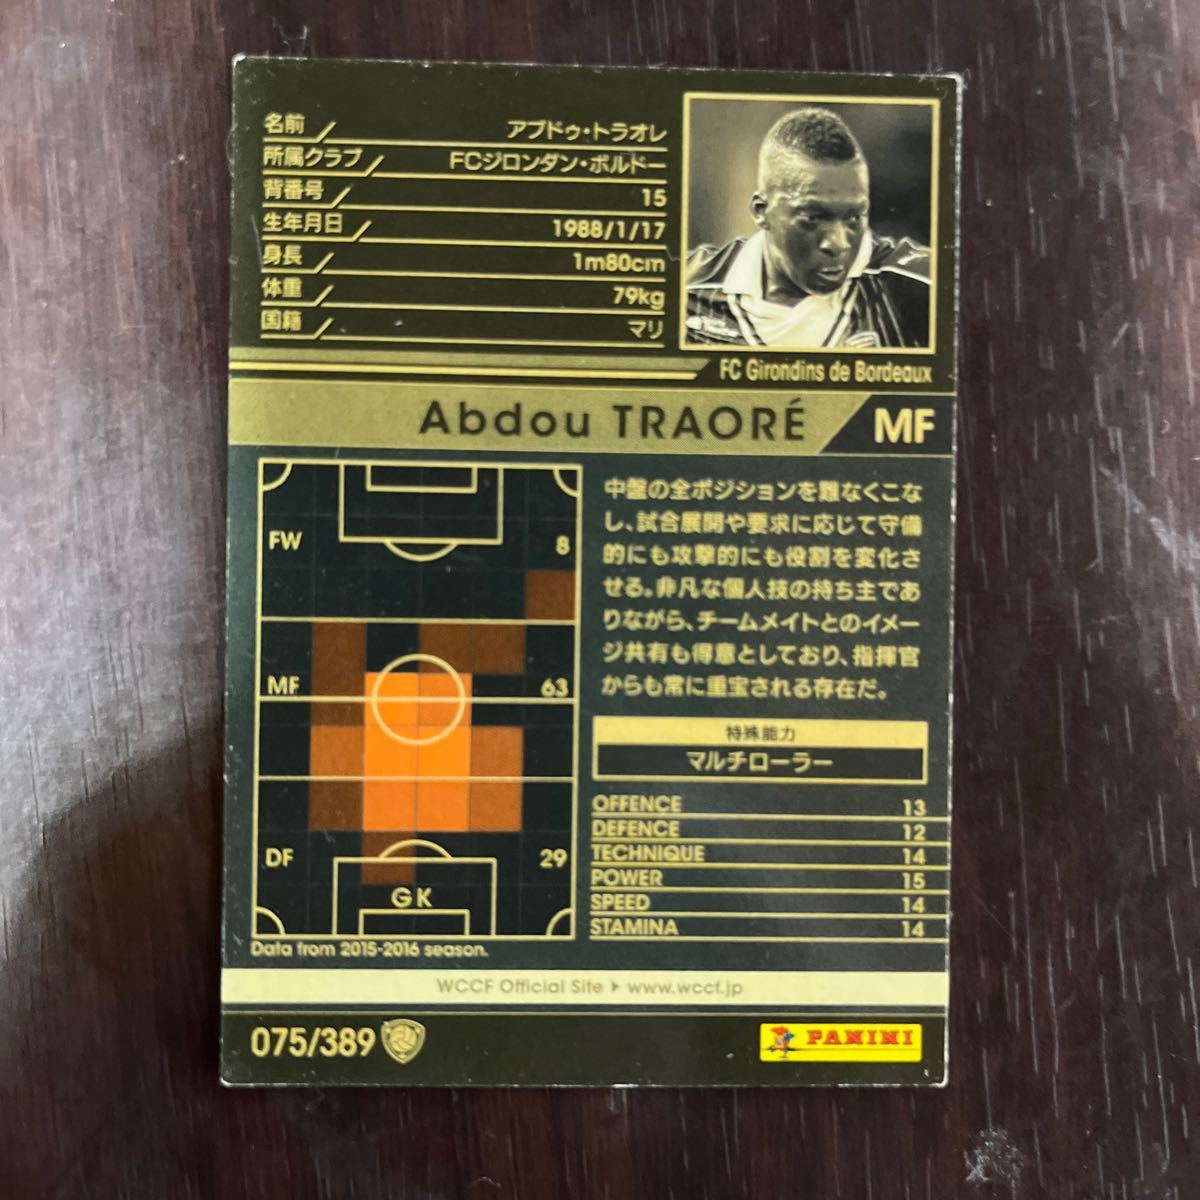 名前 アブドゥ・トラオレ
所属クラブ FCジロンダン・ボルドー
背番号 15
生年月日 1988/1/17
身長 1m80cm
体重 79kg
国籍 マリ
FC Girondins de Bordeaux
Abdou TRAORÉ MF
FW 8
MF 63
DF 29
GK
Data from 2015-2016 season.
中盤の全ポジションを難なくこな
し、試合展開や要求に応じて守備
的にも攻撃的にも役割を変化さ
せる。非凡な個人技の持ち主であ
りながら、チームメイトとのイメー
ジ共有も得意としており、指揮官
からも常に重宝される存在だ。
特殊能力
マルチローラー
OFFENCE 13
DEFENCE 12
TECHNIQUE 14
POWER 15
SPEED 14
STAMINA 14
WCCF Official Site ▶ www.wccf.jp
075/389
PANINI